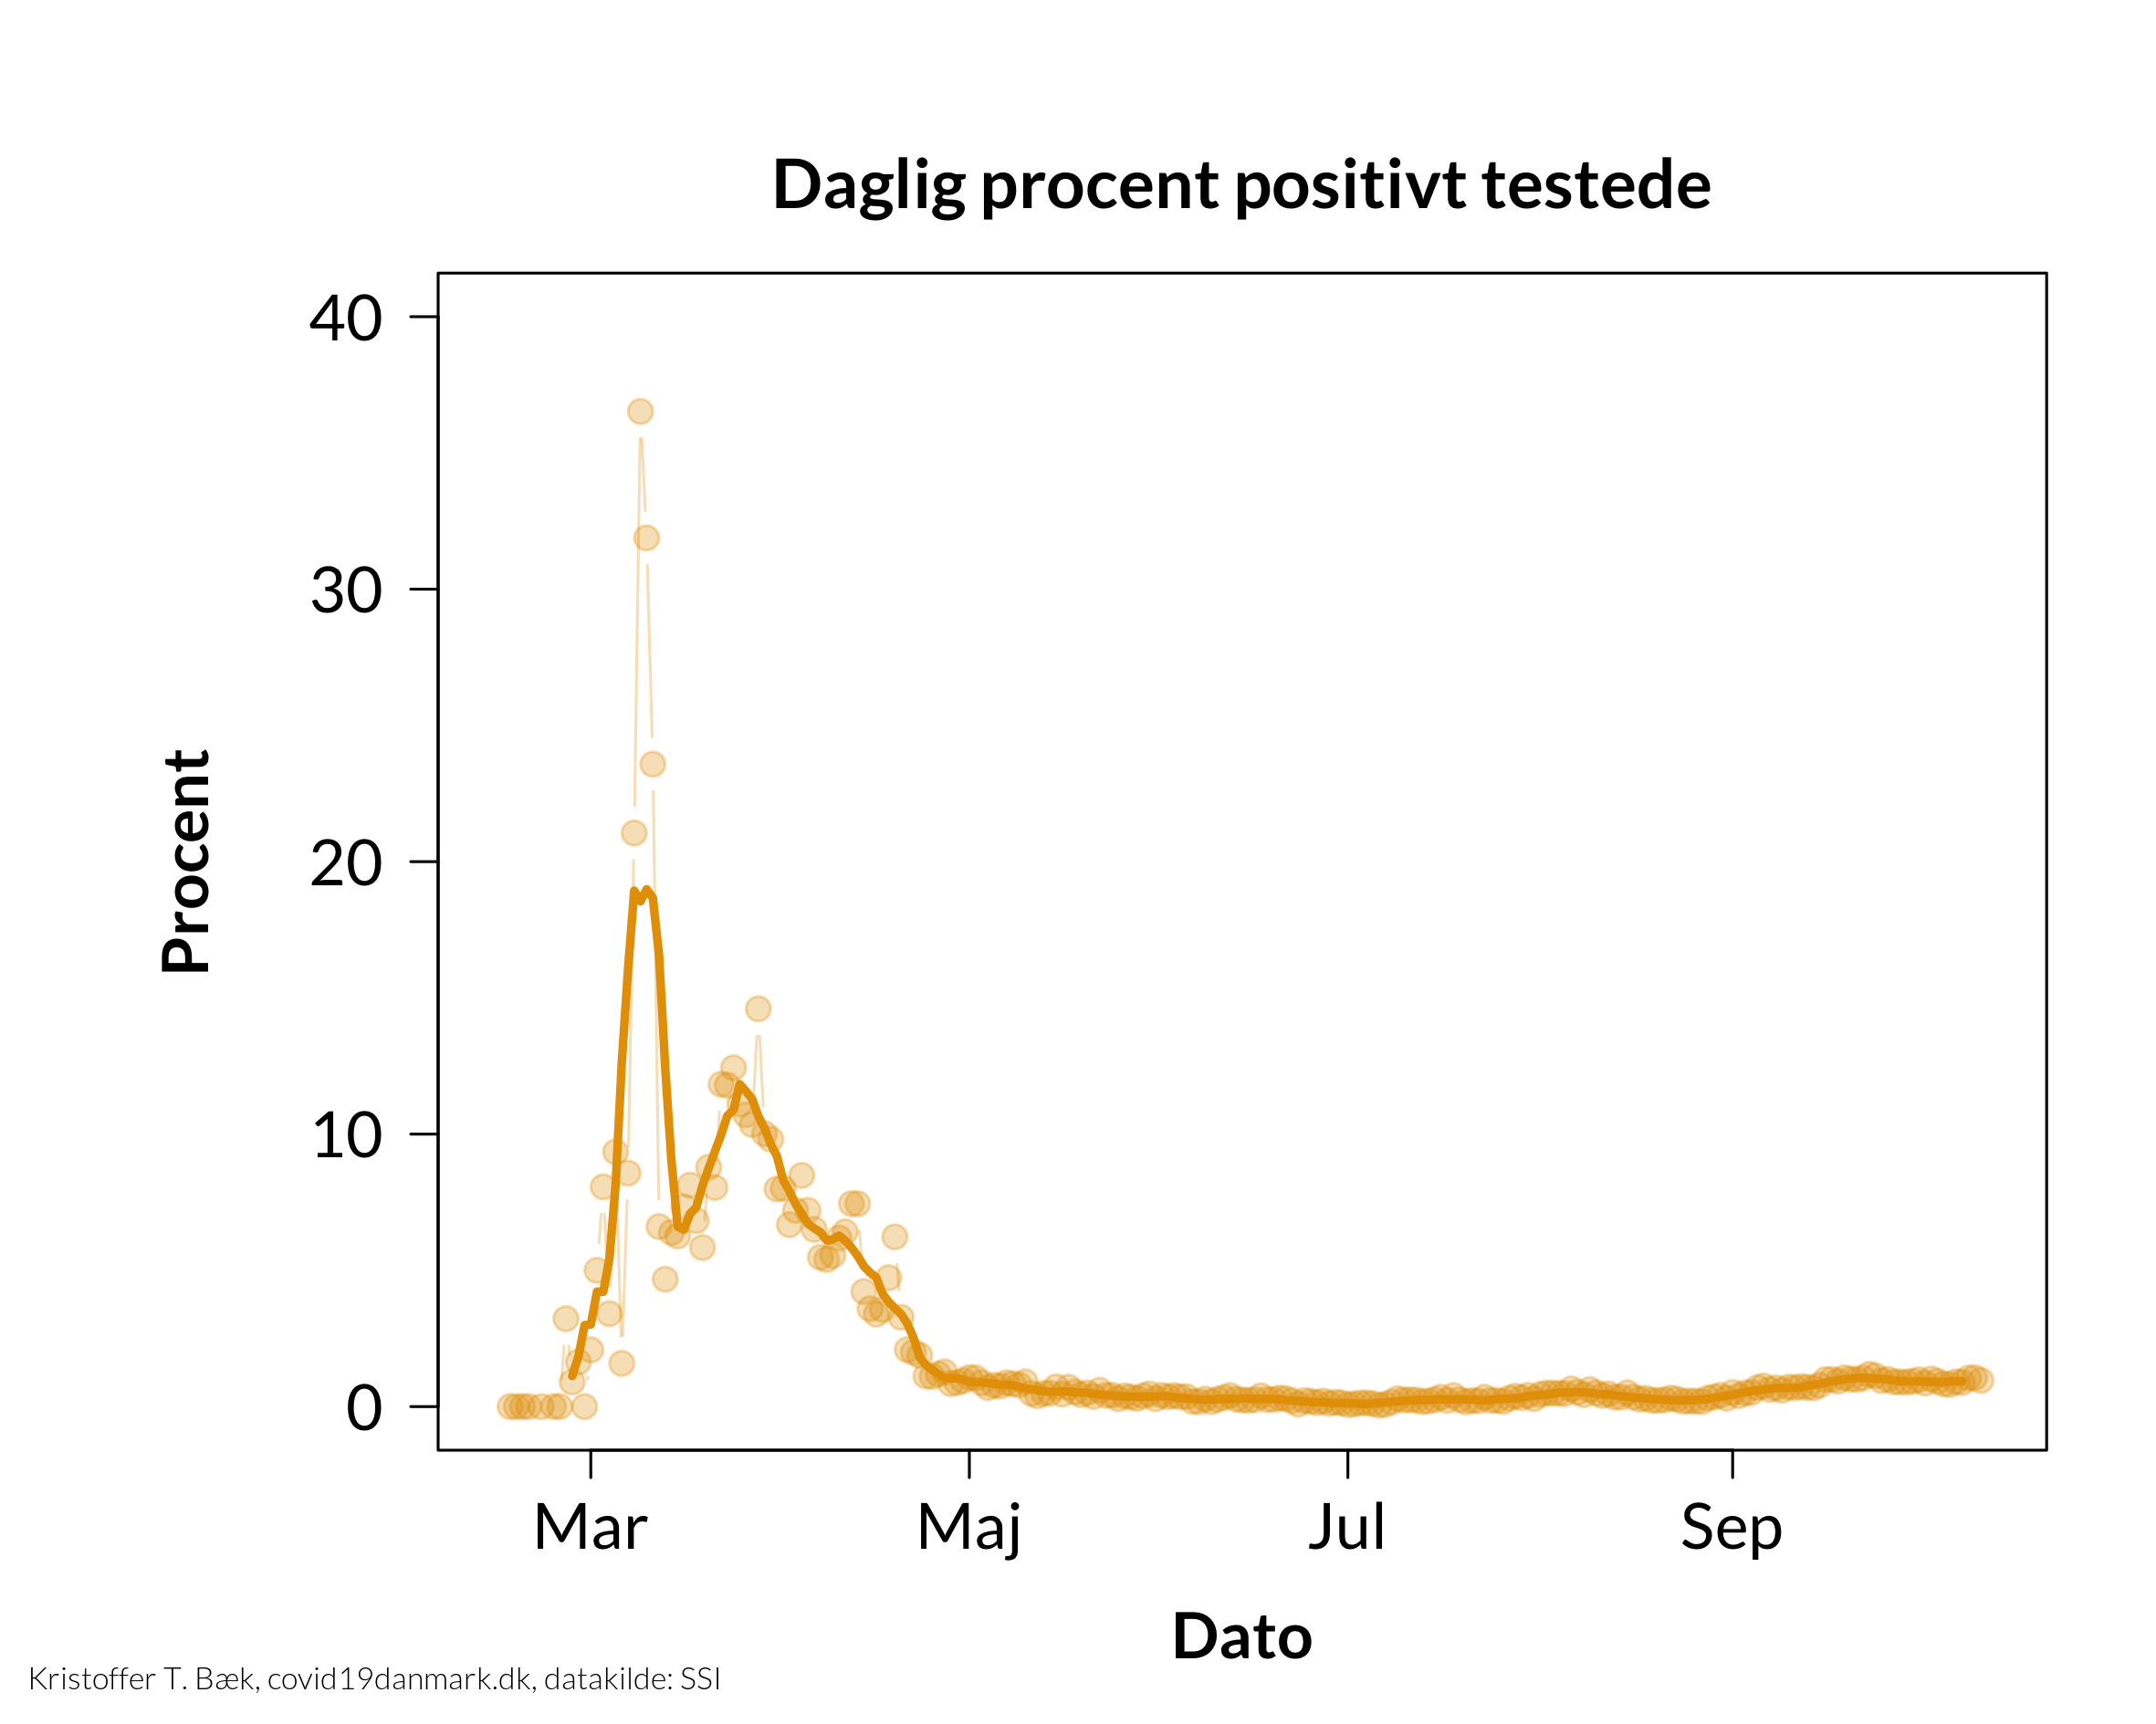 Daglig procent positivt testede
40
30
20
10
0
Procent
Mar Maj Jul Sep
Dato
Kristoffer T. Bæk, covid19danmark.dk, datakilde: SSI